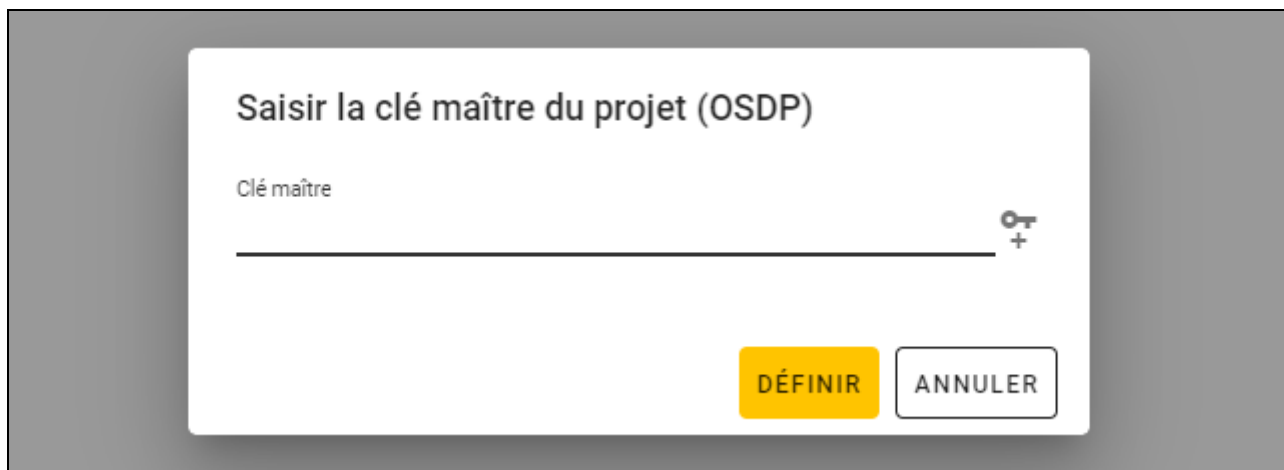 Saisir la clé maître du projet (OSDP)
Clé maître
DÉFINIR ANNULER